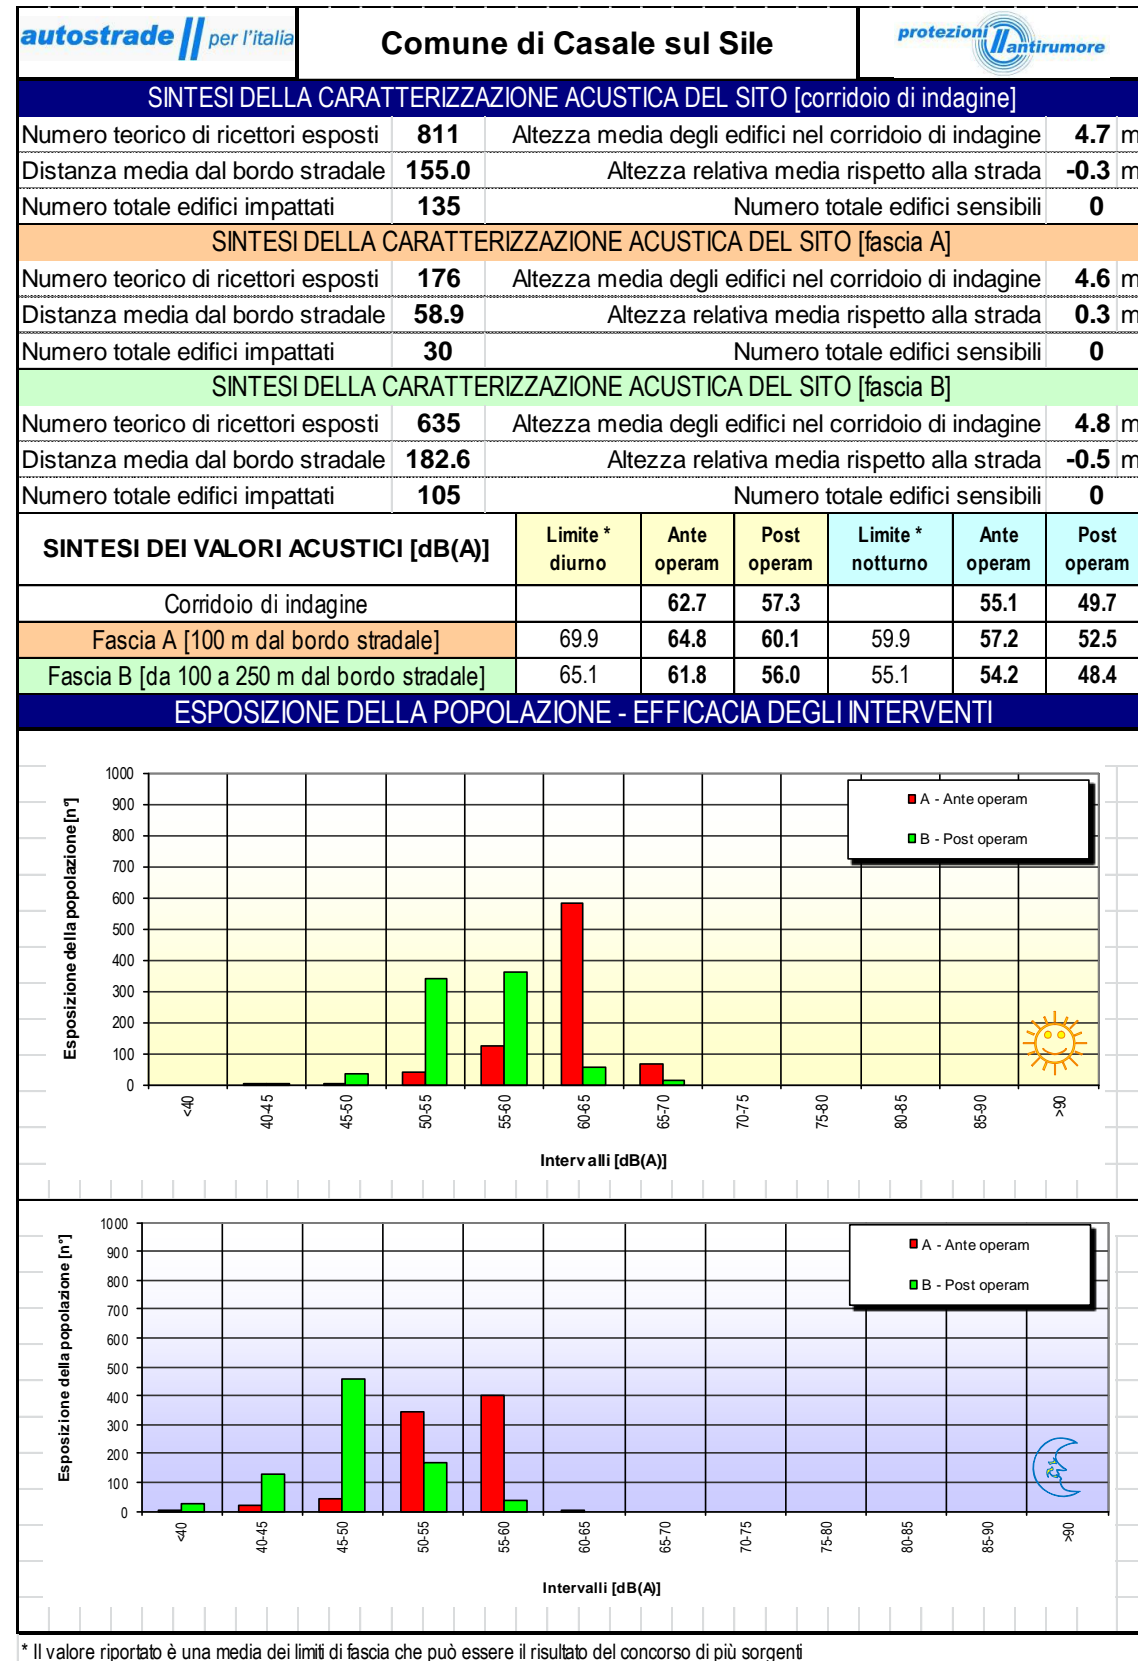 autostrade per l'italia
Comune di Casale sul Sile
protezioni antirumore
SINTESI DELLA CARATTERIZZAZIONE ACUSTICA DEL SITO [corridoio di indagine]
Numero teorico di ricettori esposti 811 Altezza media degli edifici nel corridoio di indagine 4.7 m
Distanza media dal bordo stradale 155.0 Altezza relativa media rispetto alla strada -0.3 m
Numero totale edifici impattati 135 Numero totale edifici sensibili 0
SINTESI DELLA CARATTERIZZAZIONE ACUSTICA DEL SITO [fascia A]
Numero teorico di ricettori esposti 176 Altezza media degli edifici nel corridoio di indagine 4.6 m
Distanza media dal bordo stradale 58.9 Altezza relativa media rispetto alla strada 0.3 m
Numero totale edifici impattati 30 Numero totale edifici sensibili 0
SINTESI DELLA CARATTERIZZAZIONE ACUSTICA DEL SITO [fascia B]
Numero teorico di ricettori esposti 635 Altezza media degli edifici nel corridoio di indagine 4.8 m
Distanza media dal bordo stradale 182.6 Altezza relativa media rispetto alla strada -0.5 m
Numero totale edifici impattati 105 Numero totale edifici sensibili 0
SINTESI DEI VALORI ACUSTICI [dB(A)] Limite * diurno Ante operam Post operam Limite * notturno Ante operam Post operam
Corridoio di indagine 62.7 57.3 55.1 49.7
Fascia A [100 m dal bordo stradale] 69.9 64.8 60.1 59.9 57.2 52.5
Fascia B [da 100 a 250 m dal bordo stradale] 65.1 61.8 56.0 55.1 54.2 48.4
ESPOSIZIONE DELLA POPOLAZIONE - EFFICACIA DEGLI INTERVENTI
Esposizione della popolazione [n°]
1000
900
800
700
600
500
400
300
200
100
0
A - Ante operam
B - Post operam
<40 40-45 45-50 50-55 55-60 60-65 65-70 70-75 75-80 80-85 85-90 >90
Intervalli [dB(A)]
Esposizione della popolazione [n°]
1000
900
800
700
600
500
400
300
200
100
0
A - Ante operam
B - Post operam
<40 40-45 45-50 50-55 55-60 60-65 65-70 70-75 75-80 80-85 85-90 >90
Intervalli [dB(A)]
* Il valore riportato è una media dei limiti di fascia che può essere il risultato del concorso di più sorgenti